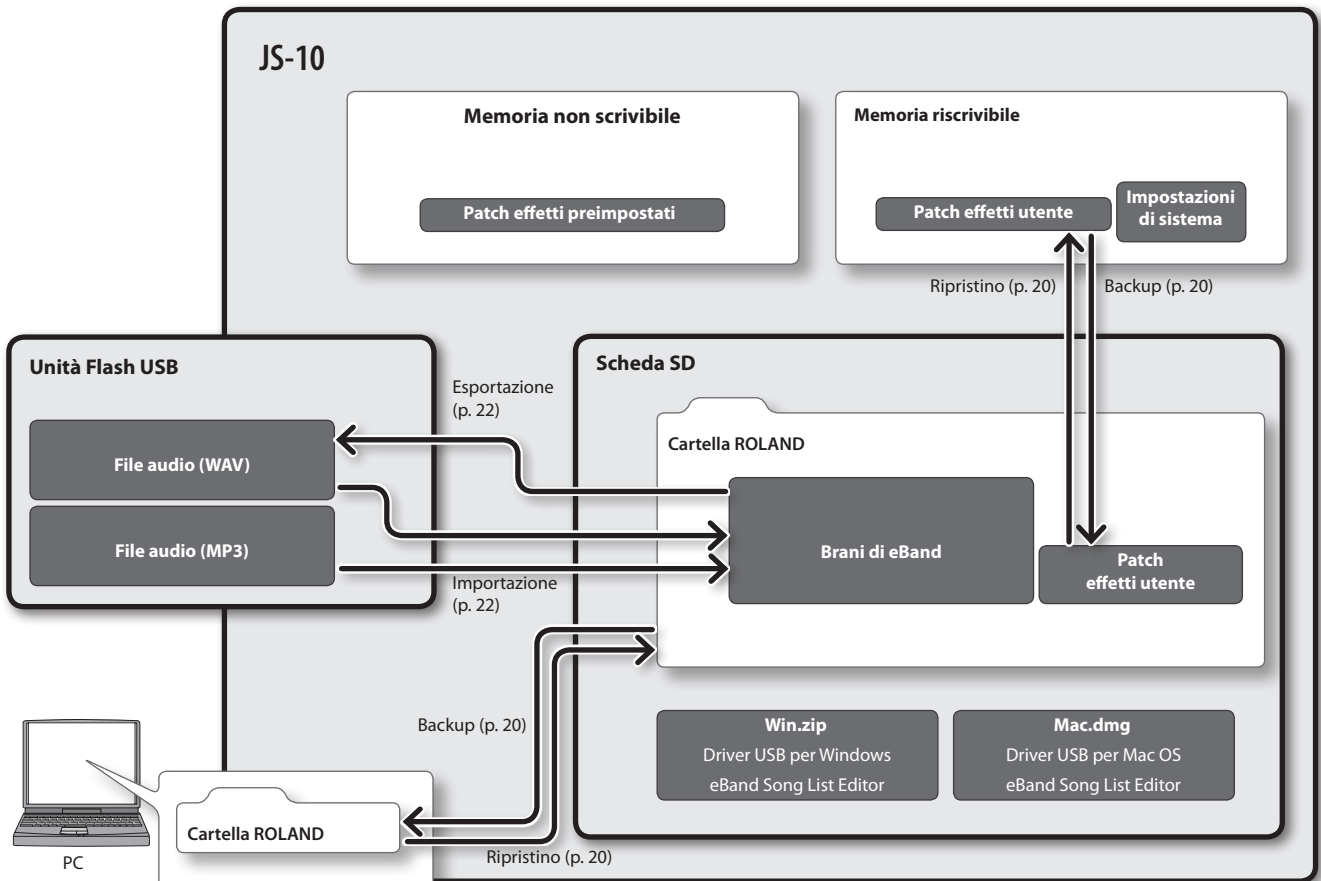 JS-10
Memoria non scrivibile
Patch effetti preimpostati
Memoria riscrivibile
Patch effetti utente
Impostazioni
di sistema
Ripristino (p. 20)
Backup (p. 20)
Unità Flash USB
File audio (WAV)
File audio (MP3)
Esportazione
(p. 22)
Importazione
(p. 22)
Scheda SD
Cartella ROLAND
Brani di eBand
Patch
effetti utente
Backup (p. 20)
Win.zip
Driver USB per Windows
eBand Song List Editor
Mac.dmg
Driver USB per Mac OS
eBand Song List Editor
PC
Cartella ROLAND
Ripristino (p. 20)